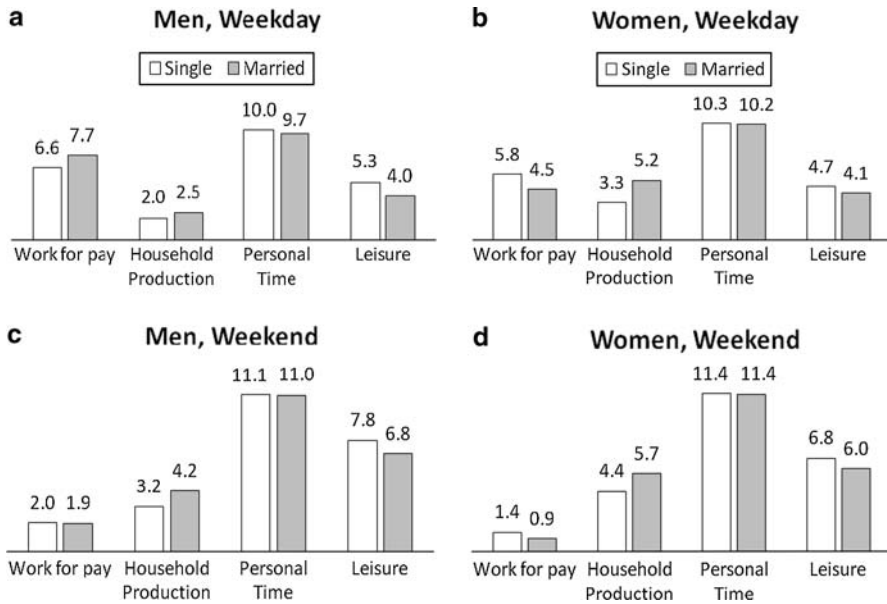 a Men, Weekday
Single Married
6.6 7.7 2.0 2.5 10.0 9.7 5.3 4.0
Work for pay Household Production Personal Time Leisure
b Women, Weekday
Single Married
5.8 4.5 3.3 5.2 10.3 10.2 4.7 4.1
Work for pay Household Production Personal Time Leisure
c Men, Weekend
2.0 1.9 3.2 4.2 11.1 11.0 7.8 6.8
Work for pay Household Production Personal Time Leisure
d Women, Weekend
1.4 0.9 4.4 5.7 11.4 11.4 6.8 6.0
Work for pay Household Production Personal Time Leisure